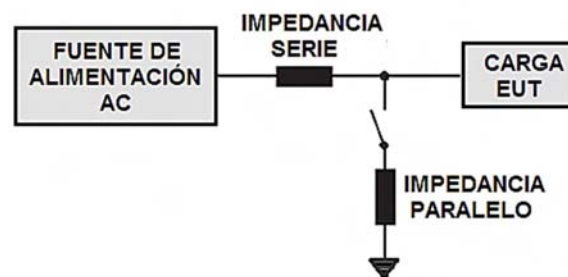 FUENTE DE
ALIMENTACIÓN
AC
IMPEDANCIA
SERIE
CARGA
EUT
IMPEDANCIA
PARALELO